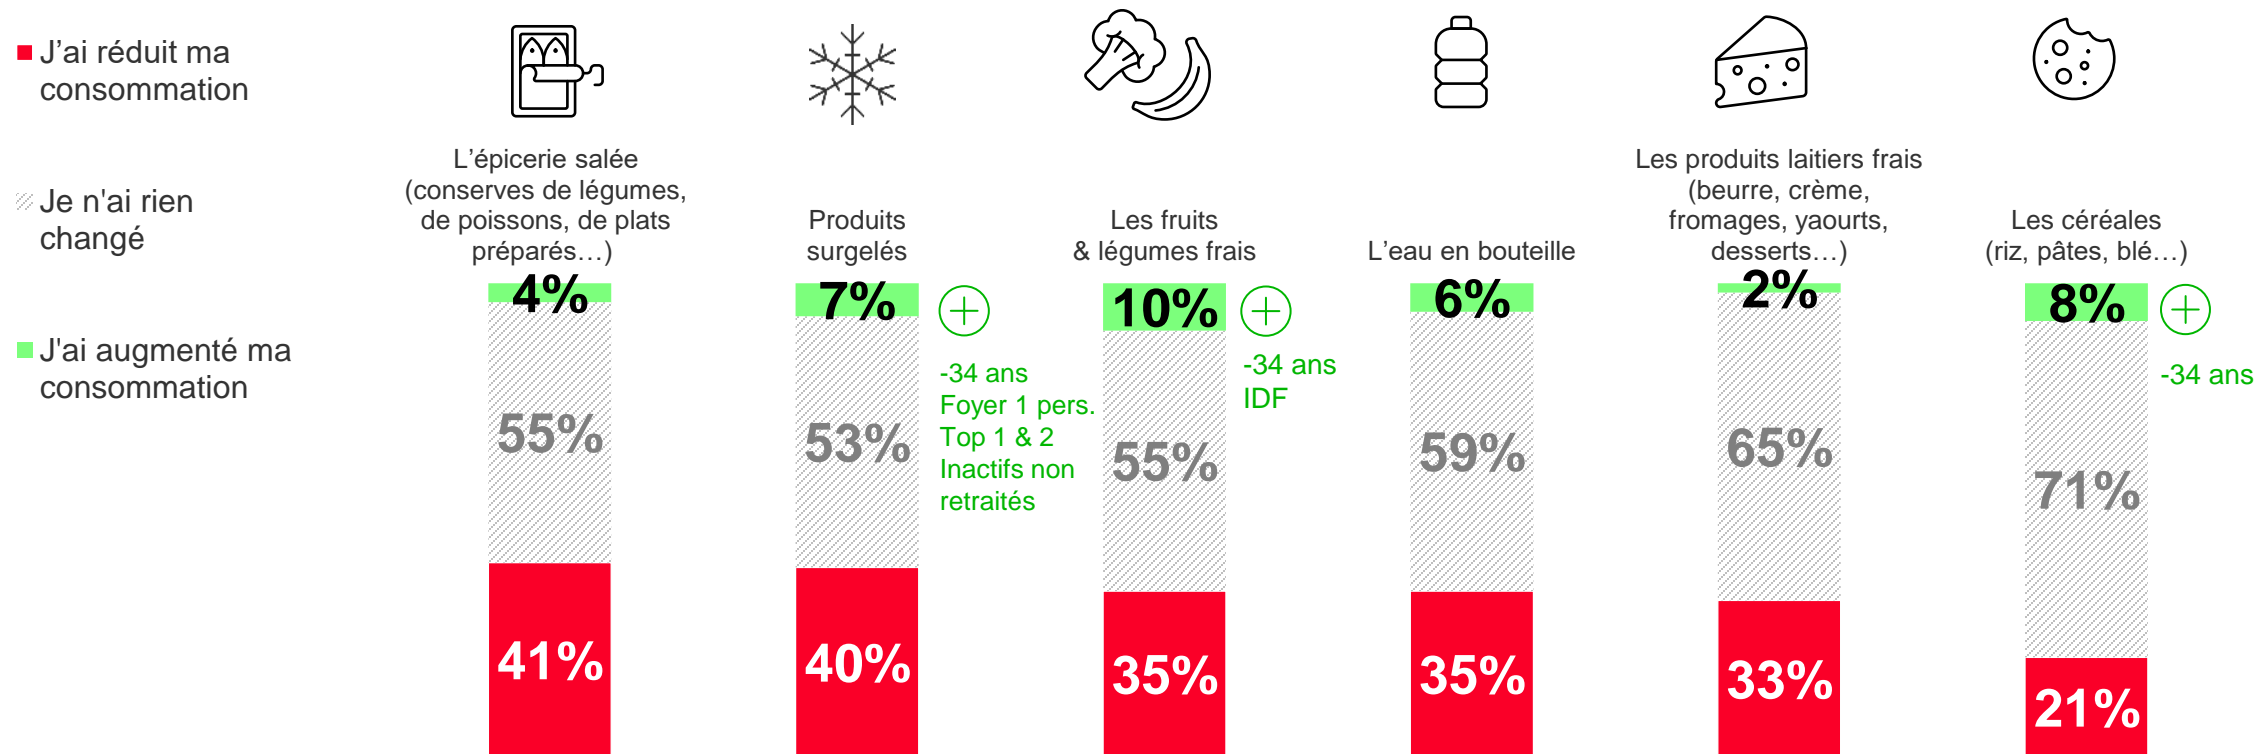 J’ai réduit ma
consommation
Je n'ai rien
changé
J'ai augmenté ma
consommation
L’épicerie salée
(conserves de légumes,
de poissons, de plats
préparés…)
4%
55%
41%
Produits
surgelés
7%
53%
40%
-34 ans
Foyer 1 pers.
Top 1 & 2
Inactifs non
retraités
Les fruits
& légumes frais
10%
55%
35%
-34 ans
IDF
L’eau en bouteille
6%
59%
35%
Les produits laitiers frais
(beurre, crème,
fromages, yaourts,
desserts…)
2%
65%
33%
Les céréales
(riz, pâtes, blé…)
8%
71%
21%
-34 ans